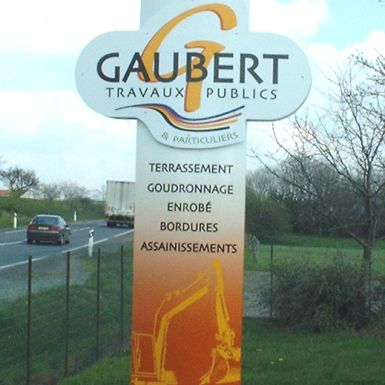 GAUBERT
TRAVAUX PUBLICS
& PARTICULIERS
TERRASSEMENT
GOUDRONNAGE
ENROBÉ
BORDURES
ASSAINISSEMENTS